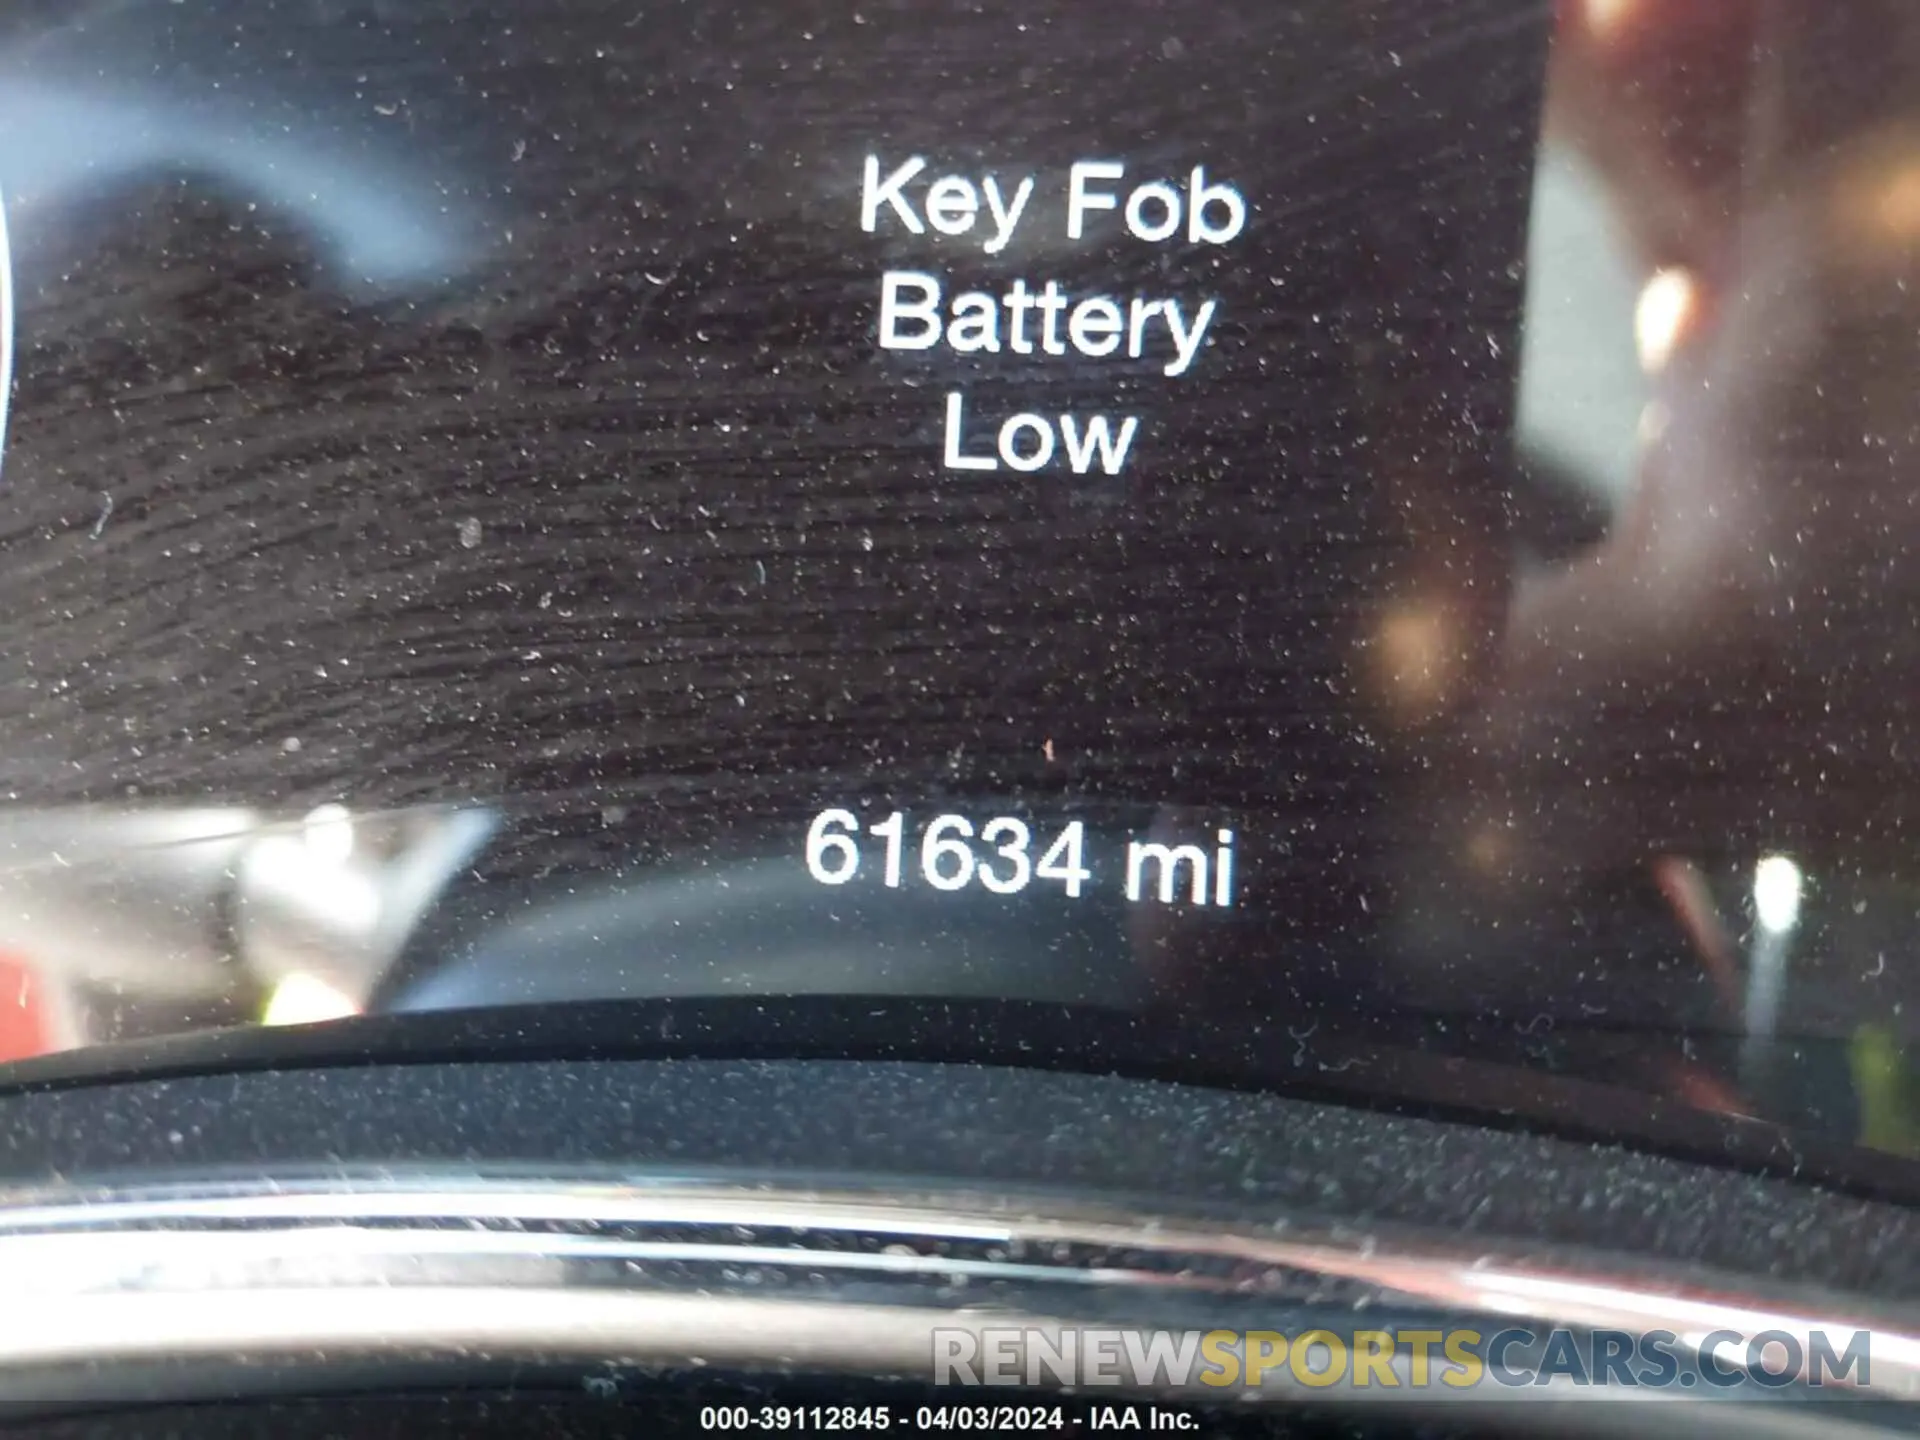 Key Fob
Battery
Low
61634 mi
RENEWSPORTSCARS.COM
000-39112845 - 04/03/2024 - IAA Inc.